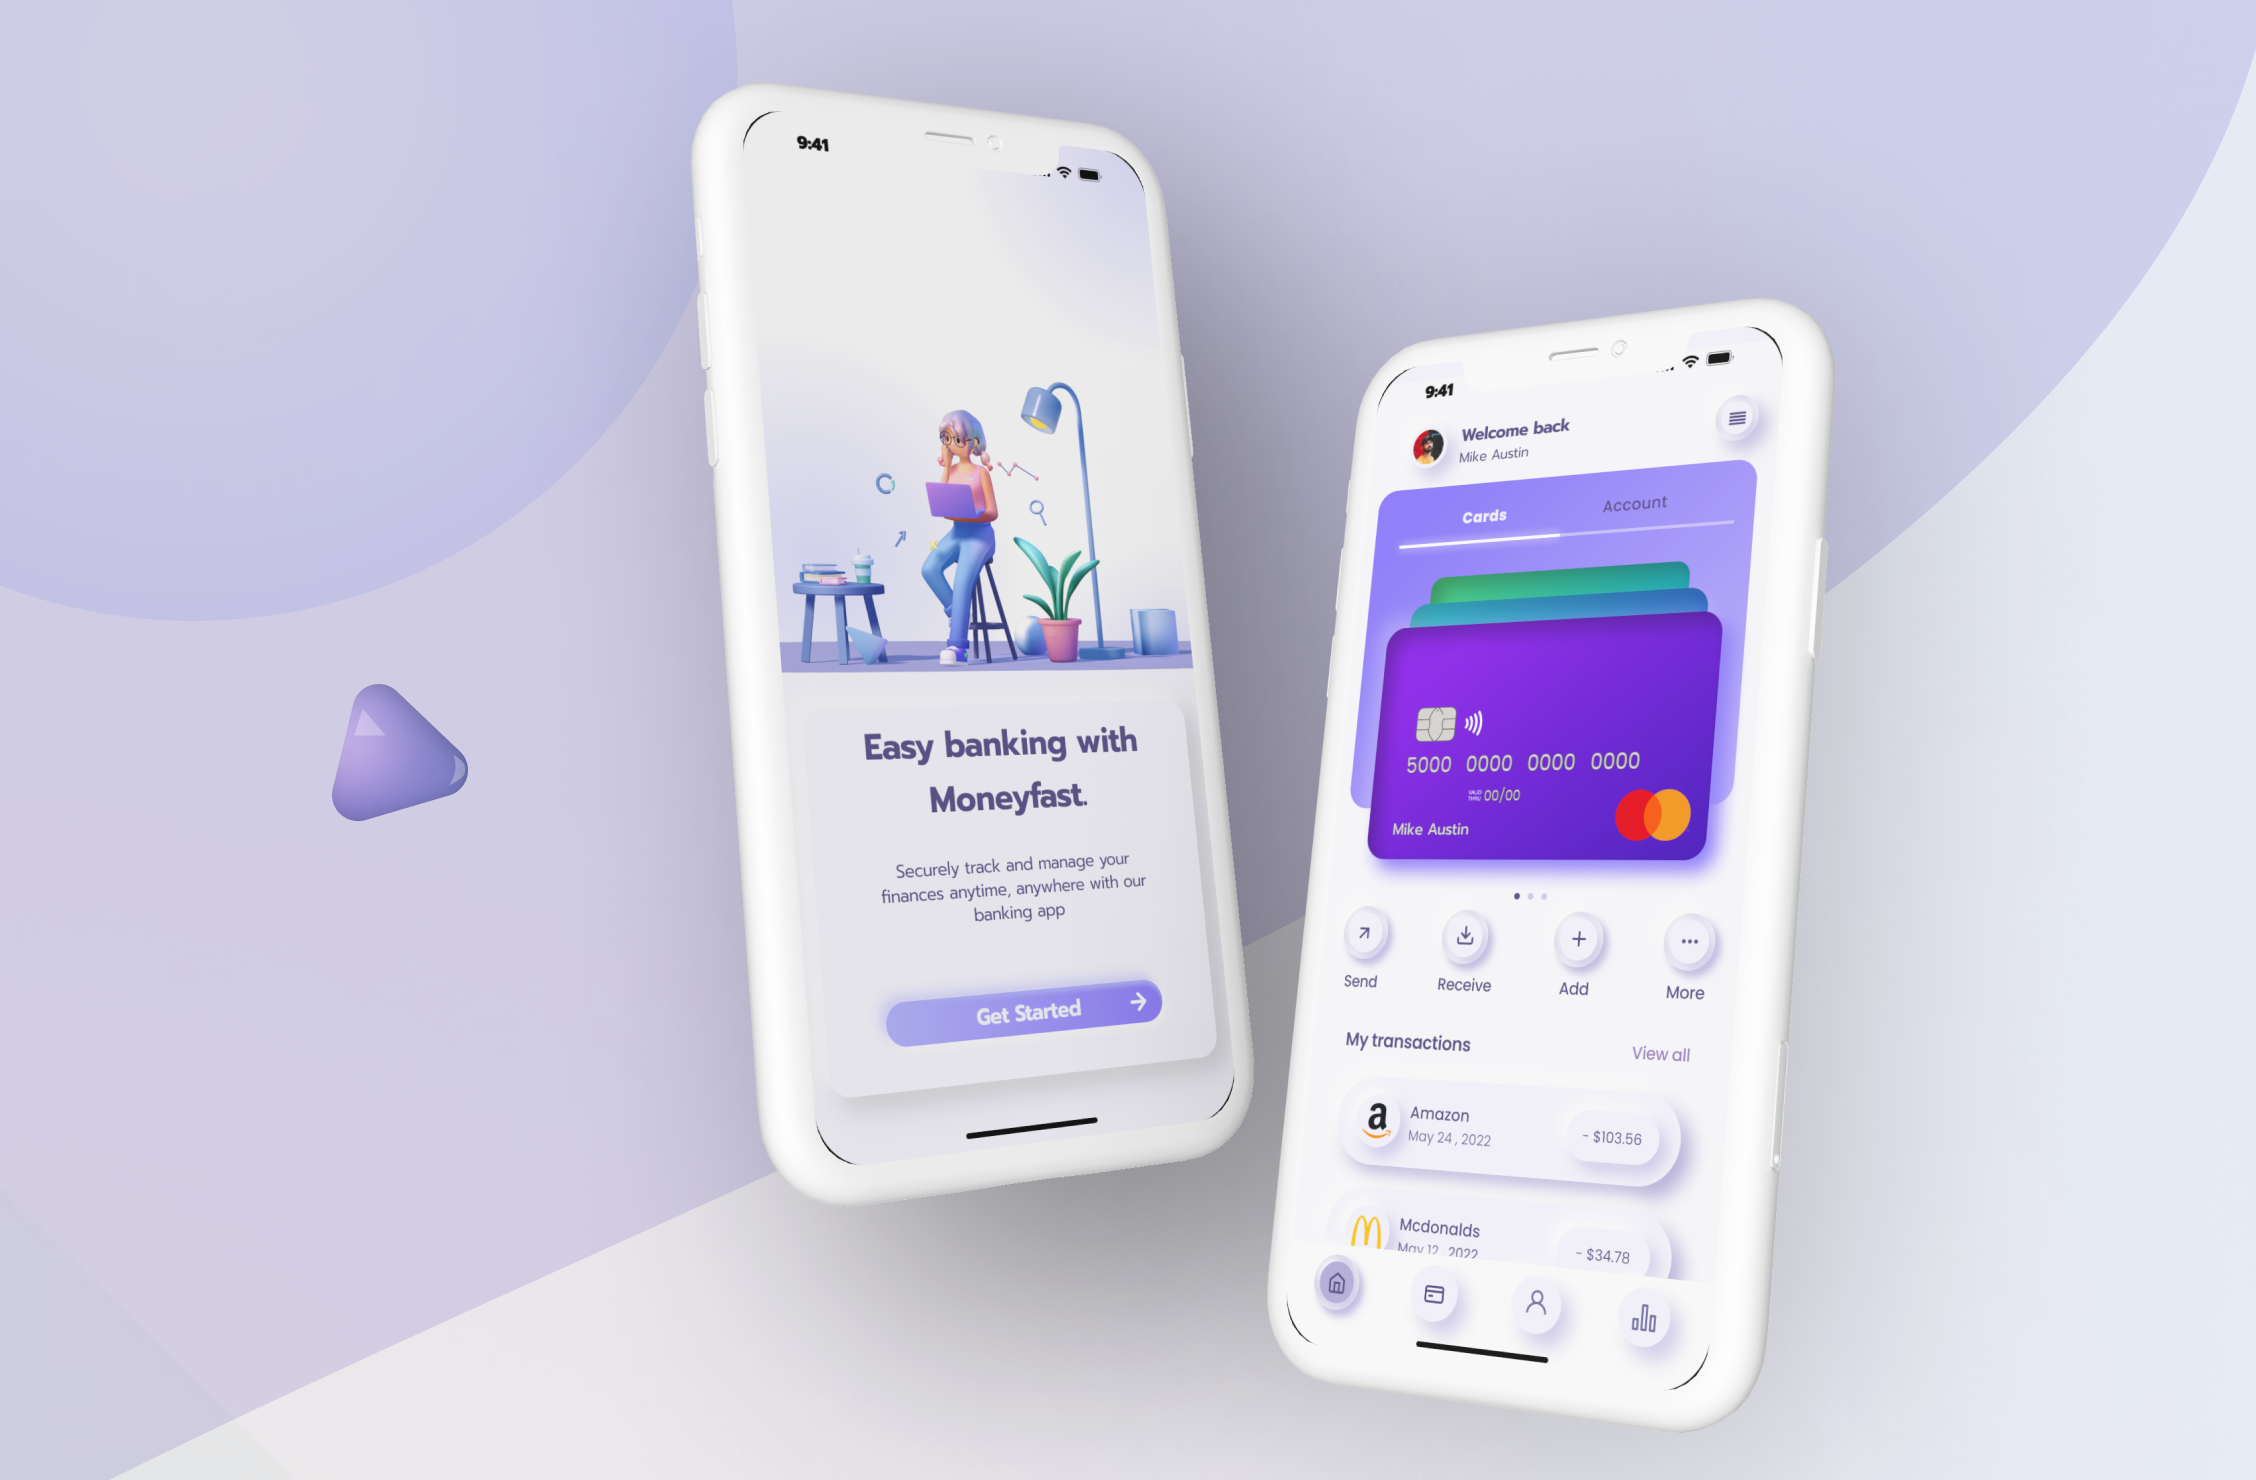 9:41
Easy banking with
Moneyfast.
Securely track and manage your
finances anytime, anywhere with our
banking app
Get Started
9:41
Welcome back
Mike Austin
Cards
Account
5000 0000 0000 0000
VALID
THRU
00/00
Mike Austin
Send
Receive
Add
More
My transactions
View all
a
Amazon
May 24 , 2022
- $103.56
Mcdonalds
May 12 , 2022
- $34.78